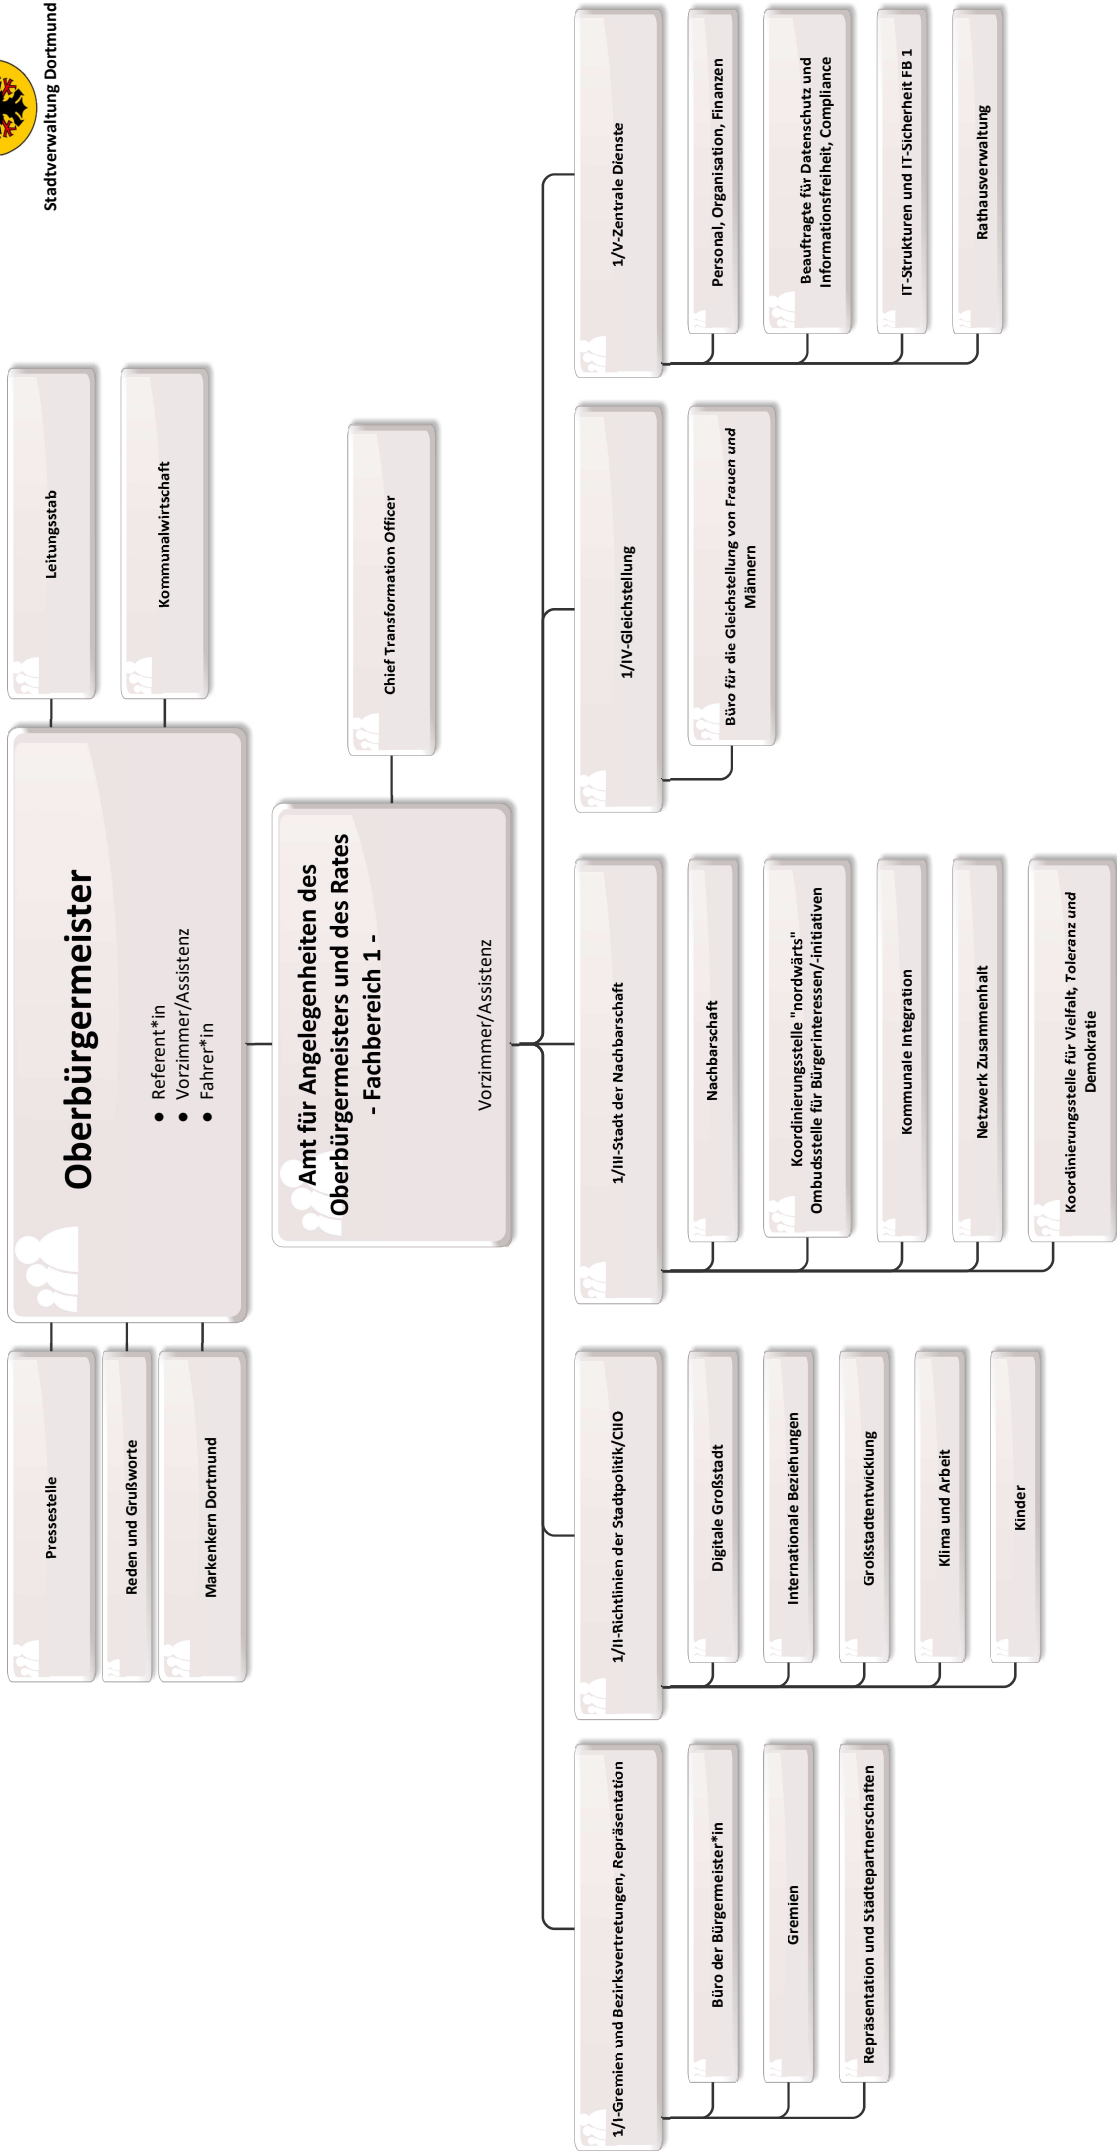 Stadtverwaltung Dortmund
Pressestelle
Reden und Grußworte
Markenkern Dortmund
Oberbürgermeister
• Referent*in
• Vorzimmer/Assistenz
• Fahrer*in
Leitungsstab
Kommunalwirtschaft
Amt für Angelegenheiten des
Oberbürgermeisters und des Rates
- Fachbereich 1 -
Vorzimmer/Assistenz
Chief Transformation Officer
1/I-Gremien und Bezirksvertretungen, Repräsentation
Büro der Bürgermeister*in
Gremien
Repräsentation und Städtepartnerschaften
1/II-Richtlinien der Stadtpolitik/CIIO
Digitale Großstadt
Internationale Beziehungen
Großstadtentwicklung
Klima und Arbeit
Kinder
1/III-Stadt der Nachbarschaft
Nachbarschaft
Koordinierungsstelle "nordwärts"
Ombudsstelle für Bürgerinteressen/-initiativen
Kommunale Integration
Netzwerk Zusammenhalt
Koordinierungsstelle für Vielfalt, Toleranz und
Demokratie
1/IV-Gleichstellung
Büro für die Gleichstellung von Frauen und
Männern
1/V-Zentrale Dienste
Personal, Organisation, Finanzen
Beauftragte für Datenschutz und
Informationsfreiheit, Compliance
IT-Strukturen und IT-Sicherheit FB 1
Rathausverwaltung